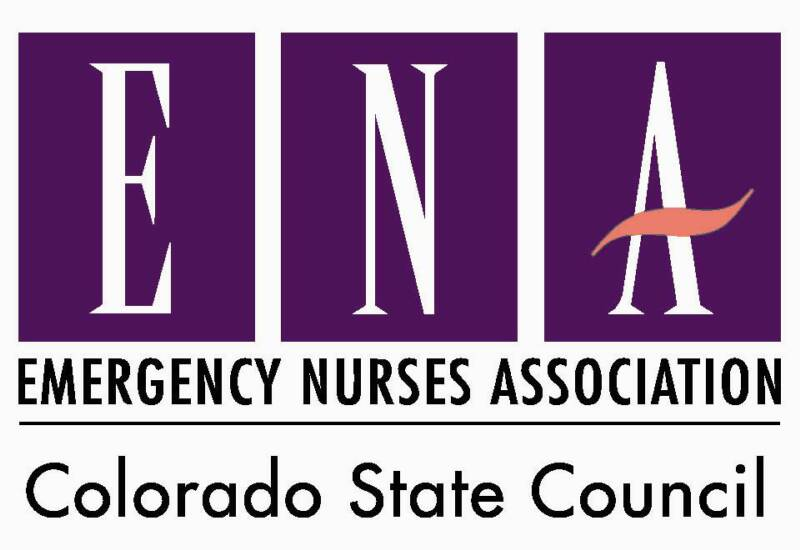 ENA
EMERGENCY NURSES ASSOCIATION
Colorado State Council